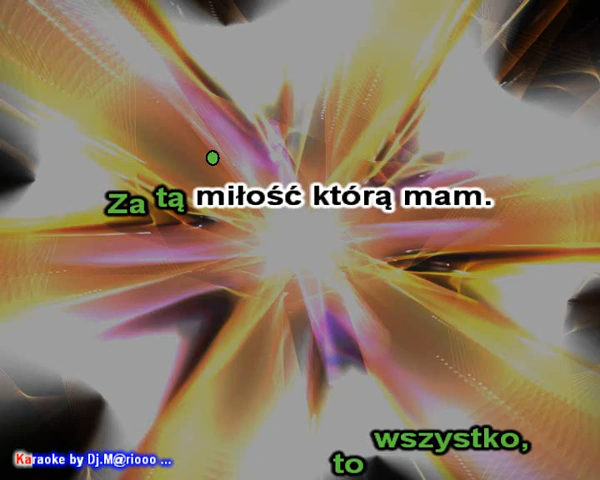 Za tą miłość którą mam.
to wszystko,
Karaoke by Dj.M@riooo ...